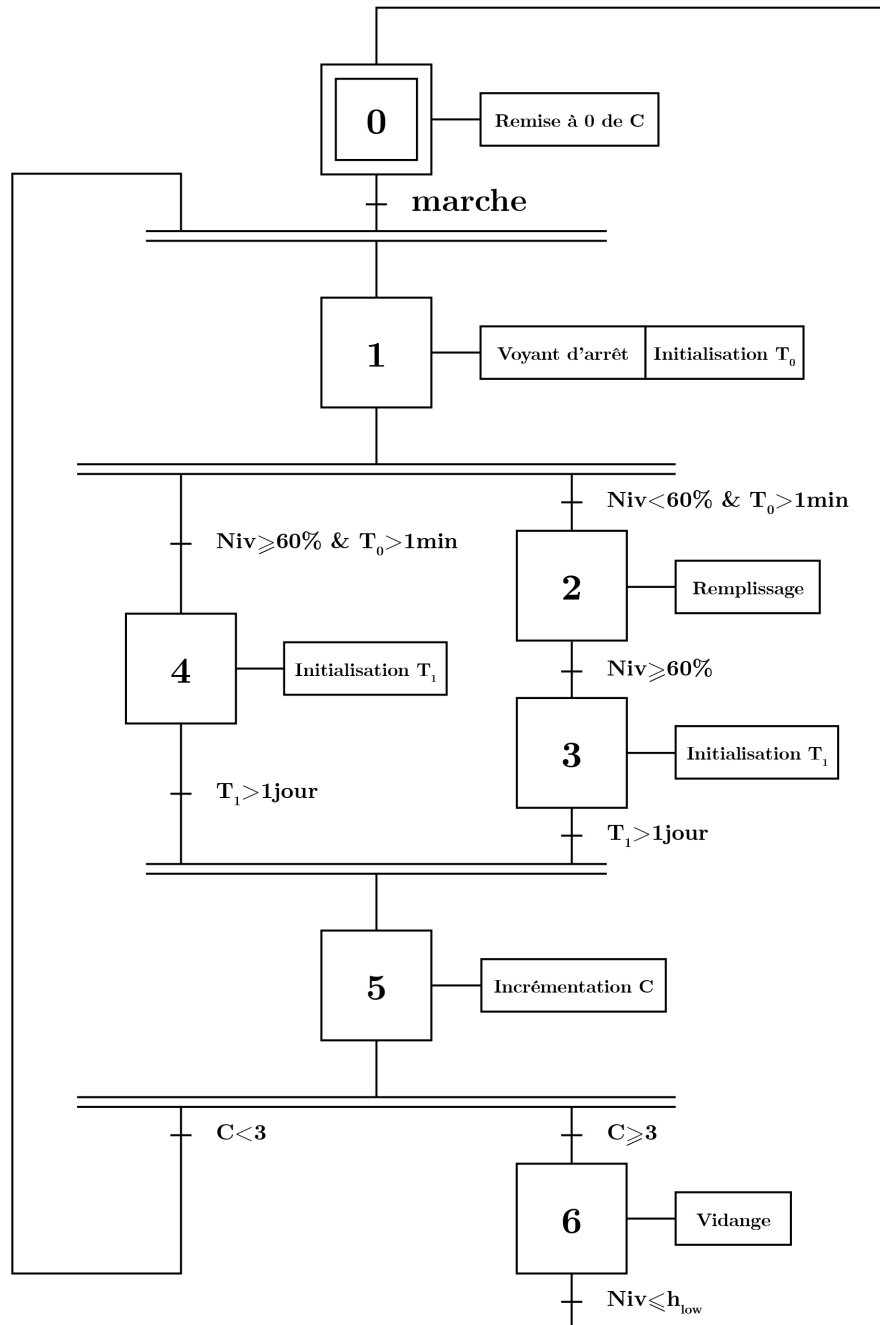 0
Remise à 0 de C
marche
1
Voyant d'arrêt
Initialisation T₀
Niv<60% & T₀>1min
Niv⩾60% & T₀>1min
2
Remplissage
4
Initialisation T₁
Niv⩾60%
3
Initialisation T₁
T₁>1jour
T₁>1jour
5
Incrémentation C
C<3
C⩾3
6
Vidange
Niv⩽h_low